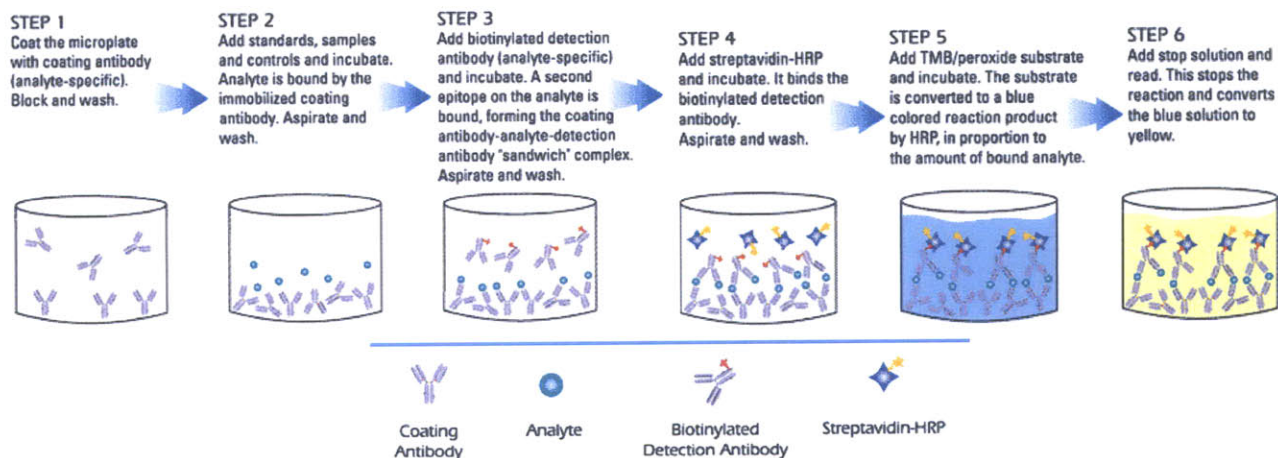 STEP 1
Coat the microplate
with coating antibody
(analyte-specific).
Block and wash.
STEP 2
Add standards, samples
and controls and incubate.
Analyte is bound by the
immobilized coating
antibody. Aspirate and
wash.
STEP 3
Add biotinylated detection
antibody (analyte-specific)
and incubate. A second
epitope on the analyte is
bound, forming the coating
antibody-analyte-detection
antibody "sandwich" complex.
Aspirate and wash.
STEP 4
Add streptavidin-HRP
and incubate. It binds the
biotinylated detection
antibody.
Aspirate and wash.
STEP 5
Add TMB/peroxide substrate
and incubate. The substrate
is converted to a blue
colored reaction product
by HRP, in proportion to
the amount of bound analyte.
STEP 6
Add stop solution and
read. This stops the
reaction and converts
the blue solution to
yellow.
Coating
Antibody
Analyte
Biotinylated
Detection Antibody
Streptavidin-HRP